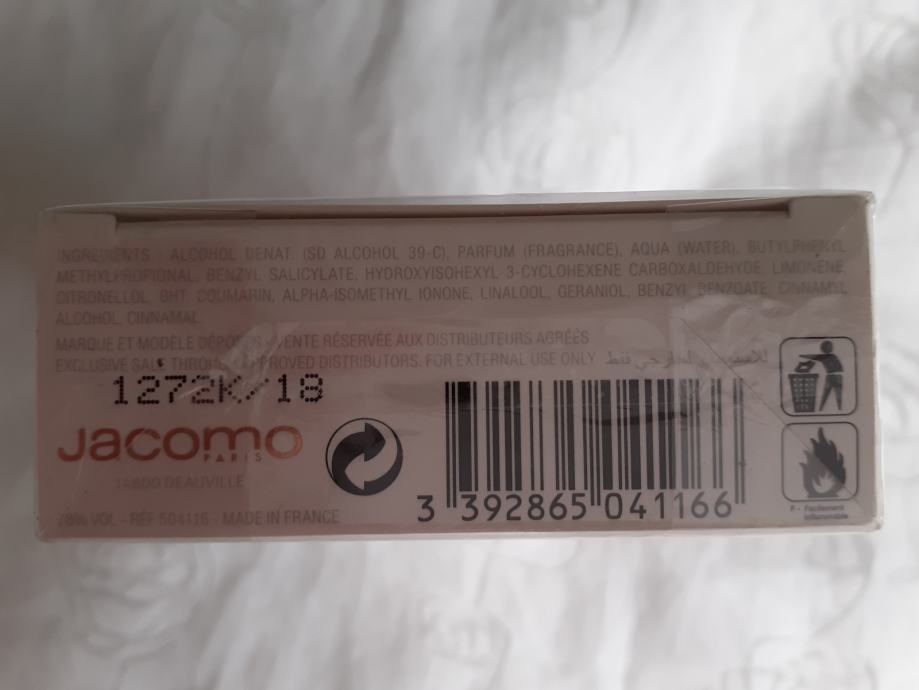 INGREDIENTS : ALCOHOL DENAT. (SD ALCOHOL 39-C), PARFUM (FRAGRANCE), AQUA (WATER), BUTYLPHENYL
METHYLPROPIONAL, BENZYL SALICYLATE, HYDROXYISOHEXYL 3-CYCLOHEXENE CARBOXALDEHYDE, LIMONENE,
CITRONELLOL, BHT, COUMARIN, ALPHA-ISOMETHYL IONONE, LINALOOL, GERANIOL, BENZYL BENZOATE, CINNAMYL
ALCOHOL, CINNAMAL
MARQUE ET MODÈLE DÉPOSÉS - VENTE RÉSERVÉE AUX DISTRIBUTEURS AGRÉÉS
EXCLUSIVE SALE THROUGH APPROVED DISTRIBUTORS. FOR EXTERNAL USE ONLY للاستعمال الخارجي فقط
1272K/18
Jacomo
PARIS
14800 DEAUVILLE
78% VOL - RÉF 504116 - MADE IN FRANCE
3 392865 041166
F - Facilement
Inflammable